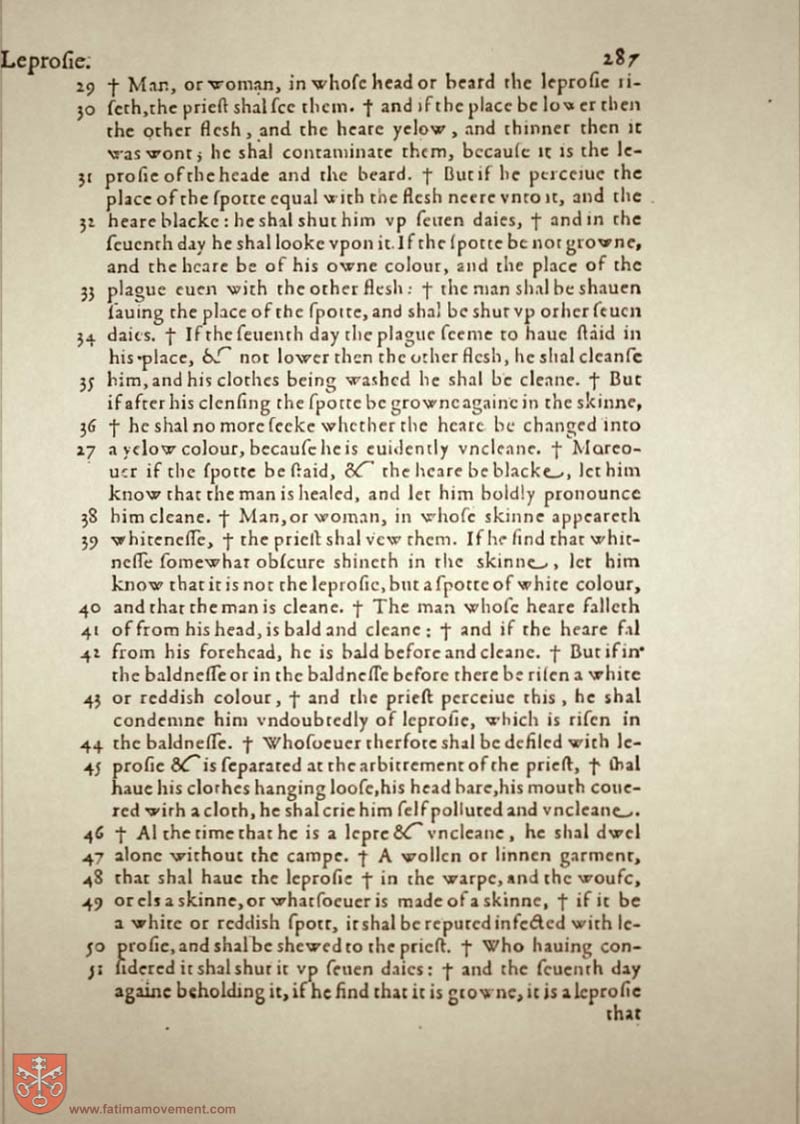 Leprosie. 287
29 † Man, or woman, in whose head or beard the leprosie ri-
30 seth, the priest shal see them. † and if the place be lower then
the other flesh, and the heare yelow, and thinner then it
was wont; he shal contaminate them, because it is the le-
31 prosie of the heade and the beard. † But if he perceiue the
place of the spotte equal with the flesh neere vnto it, and the
32 heare blacke: he shal shut him vp seuen daies, † and in the
seuenth day he shal looke vpon it. If the spotte be not growne,
and the heare be of his owne colour, and the place of the
33 plague euen with the other flesh: † the man shal be shauen
sauing the place of the spotte, and shal be shut vp other seuen
34 daies. † If the seuenth day the plague seeme to haue staid in
his place, & not lower then the other flesh, he shal cleanse
35 him, and his clothes being washed he shal be cleane. † But
if after his clensing the spotte be growne againe in the skinne,
36 † he shal no more seeke whether the heare be changed into
27 a yelow colour, because he is euidently vncleane. † Moreo-
uer if the spotte be staid, & the heare be blacke, let him
know that the man is healed, and let him boldly pronounce
38 him cleane. † Man, or woman, in whose skinne appeareth
39 whitenesse, † the priest shal vew them. If he find that whit-
nesse somewhat obscure shineth in the skinne, let him
know that it is not the leprosie, but a spotte of white colour,
40 and that the man is cleane. † The man whose heare falleth
41 of from his head, is bald and cleane: † and if the heare fal
42 from his forehead, he is bald before and cleane. † But if in
the baldnesse or in the baldnesse before there be risen a white
43 or reddish colour, † and the priest perceiue this, he shal
condemne him vndoubtedly of leprosie, which is risen in
44 the baldnesse. † Whosoeuer therfore shal be defiled with le-
45 prosie & is separated at the arbitrement of the priest, † shal
haue his clothes hanging loose, his head bare, his mouth coue-
red with a cloth, he shal crie him self polluted and vncleane.
46 † Al the time that he is a lepre & vncleane, he shal dwel
47 alone without the campe. † A wollen or linnen garment,
48 that shal haue the leprosie † in the warpe, and the woufe,
49 or els a skinne, or whatsoeuer is made of a skinne, † if it be
a white or reddish spott, it shal be reputed infected with le-
50 prosie, and shal be shewed to the priest. † Who hauing con-
51 sidered it shal shut it vp seuen daies: † and the seuenth day
againe beholding it, if he find that it is growne, it is a leprosie
that
www.fatimamovement.com